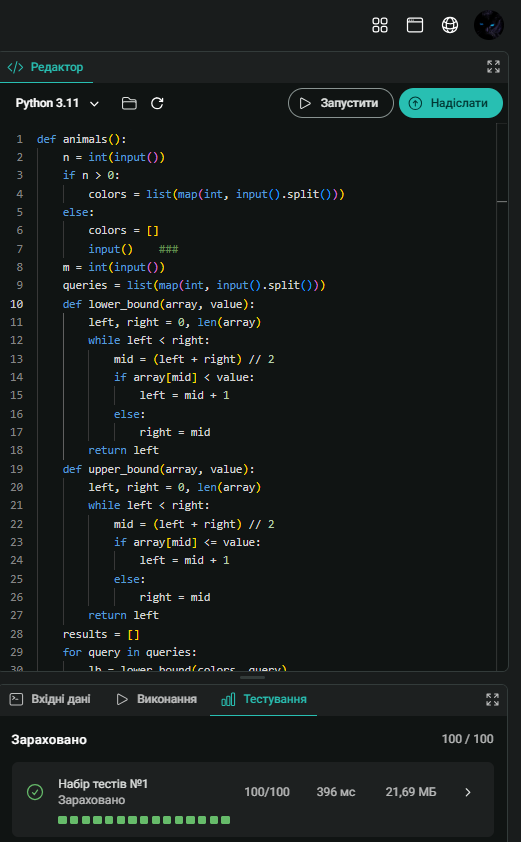 </> Редактор
Python 3.11
Запустити
Надіслати
1 def animals():
2     n = int(input())
3     if n > 0:
4         colors = list(map(int, input().split()))
5     else:
6         colors = []
7         input()    ###
8     m = int(input())
9     queries = list(map(int, input().split()))
10     def lower_bound(array, value):
11         left, right = 0, len(array)
12         while left < right:
13             mid = (left + right) // 2
14             if array[mid] < value:
15                 left = mid + 1
16             else:
17                 right = mid
18         return left
19     def upper_bound(array, value):
20         left, right = 0, len(array)
21         while left < right:
22             mid = (left + right) // 2
23             if array[mid] <= value:
24                 left = mid + 1
25             else:
26                 right = mid
27         return left
28     results = []
29     for query in queries:
30         lb = lower_bound(colors, query)
Вхідні дані
Виконання
Тестування
Зараховано 100 / 100
Набір тестів №1
Зараховано
100/100 396 мс 21,69 МБ